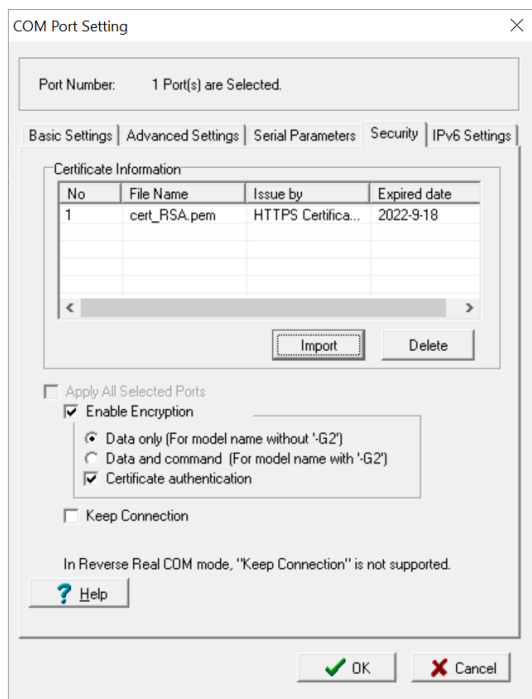 COM Port Setting
Port Number: 1 Port(s) are Selected.
Basic Settings Advanced Settings Serial Parameters Security IPv6 Settings
Certificate Information
No File Name Issue by Expired date
1 cert_RSA.pem HTTPS Certifica... 2022-9-18
Import Delete
Apply All Selected Ports
Enable Encryption
Data only (For model name without '-G2')
Data and command (For model name with '-G2')
Certificate authentication
Keep Connection
In Reverse Real COM mode, "Keep Connection" is not supported.
? Help
OK Cancel